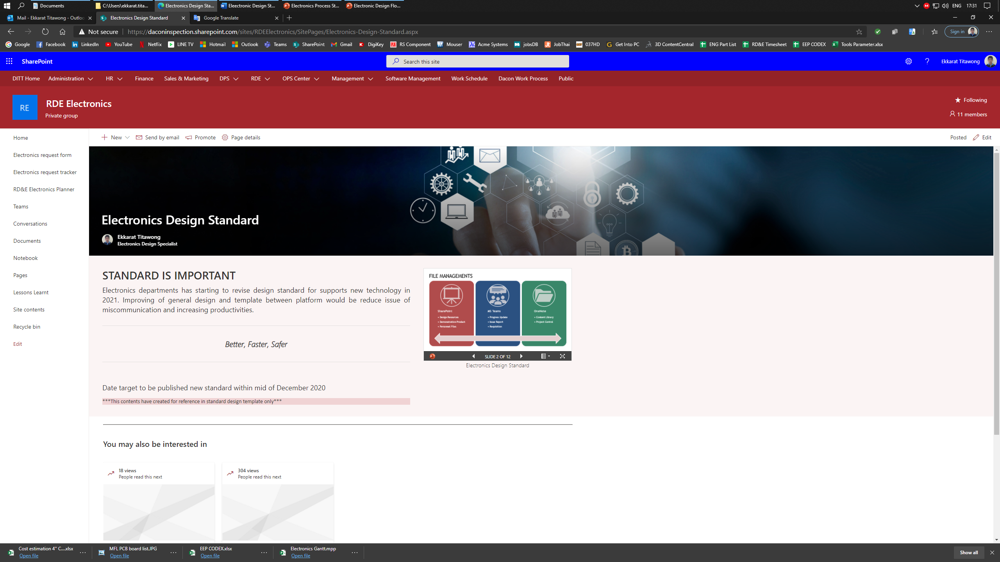 Documents
C:\Users\ekkarat.tita...
Electronics Design Sta...
Eleectronic Design St...
Electronics Process St...
Electronic Design Flo...
ENG
17:31
Mail - Ekkarat Titawong - Outloo
Electronics Design Standard
Google Translate
Not secure
https://daconinspection.sharepoint.com/sites/RDEElectronics/SitePages/Electronics-Design-Standard.aspx
Sign in
Google
Facebook
LinkedIn
YouTube
Netflix
LINE TV
Hotmail
Outlook
Teams
SharePoint
Gmail
DigiKey
RS Component
Mouser
Acme Systems
jobsDB
JobThai
037HD
Get Into PC
3D ContentCentral
ENG Part List
RD&E Timesheet
EEP CODEX
Tools Parameter.xlsx
SharePoint
Search this site
Ekkarat Titawong
DITT Home
Administration
HR
Finance
Sales & Marketing
DPS
RDE
OPS Center
Management
Software Management
Work Schedule
Dacon Work Process
Public
RE
RDE Electronics
Private group
Following
11 members
Home
Electronics request form
Electronics request tracker
RD&E Electronics Planner
Teams
Conversations
Documents
Notebook
Pages
Lessons Learnt
Site contents
Recycle bin
Edit
New
Send by email
Promote
Page details
Posted
Edit
Electronics Design Standard
Ekkarat Titawong
Electronics Design Specialist
STANDARD IS IMPORTANT
Electronics departments has starting to revise design standard for supports new technology in
2021. Improving of general design and template between platform would be reduce issue of
miscommunication and increasing productivities.
Better, Faster, Safer
Date target to be published new standard within mid of December 2020
***This contents have created for reference in standard design template only***
FILE MANAGEMENTS
SharePoint
• Design Resources
• Demonstration Product
• Personnel Files
MS Teams
• Progress Update
• Issue Report
• Requisition
OneNote
• Content Library
• Project Control
SLIDE 2 OF 12
Electronics Design Standard
You may also be interested in
18 views
People read this next
304 views
People read this next
Cost estimation 4" C....xlsx
Open file
MFL PCB board list.JPG
Open file
EEP CODEX.xlsx
Open file
Electronics Gantt.mpp
Open file
Show all